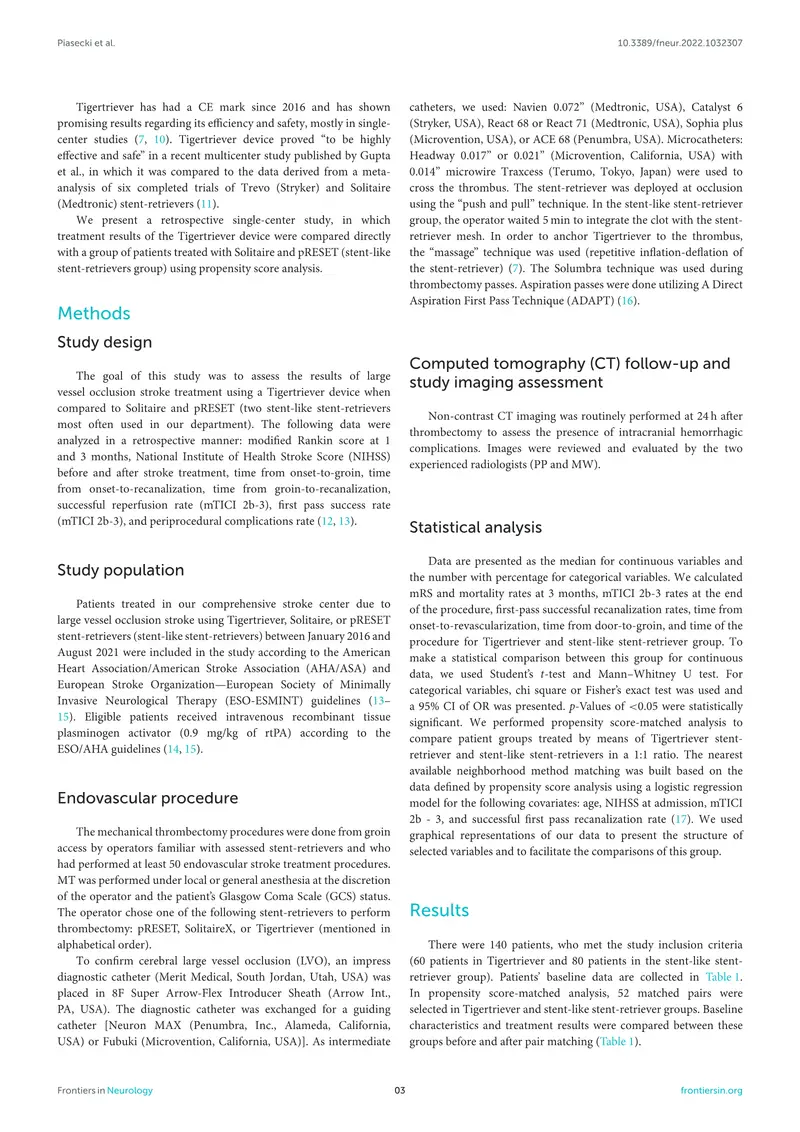 Piasecki et al.
10.3389/fneur.2022.1032307
Tigertriever has had a CE mark since 2016 and has shown
promising results regarding its efficiency and safety, mostly in single-
center studies (7, 10). Tigertriever device proved “to be highly
effective and safe” in a recent multicenter study published by Gupta
et al., in which it was compared to the data derived from a meta-
analysis of six completed trials of Trevo (Stryker) and Solitaire
(Medtronic) stent-retrievers (11).
We present a retrospective single-center study, in which
treatment results of the Tigertriever device were compared directly
with a group of patients treated with Solitaire and pRESET (stent-like
stent-retrievers group) using propensity score analysis.
Methods
Study design
The goal of this study was to assess the results of large
vessel occlusion stroke treatment using a Tigertriever device when
compared to Solitaire and pRESET (two stent-like stent-retrievers
most often used in our department). The following data were
analyzed in a retrospective manner: modified Rankin score at 1
and 3 months, National Institute of Health Stroke Score (NIHSS)
before and after stroke treatment, time from onset-to-groin, time
from onset-to-recanalization, time from groin-to-recanalization,
successful reperfusion rate (mTICI 2b-3), first pass success rate
(mTICI 2b-3), and periprocedural complications rate (12, 13).
Study population
Patients treated in our comprehensive stroke center due to
large vessel occlusion stroke using Tigertriever, Solitaire, or pRESET
stent-retrievers (stent-like stent-retrievers) between January 2016 and
August 2021 were included in the study according to the American
Heart Association/American Stroke Association (AHA/ASA) and
European Stroke Organization—European Society of Minimally
Invasive Neurological Therapy (ESO-ESMINT) guidelines (13–
15). Eligible patients received intravenous recombinant tissue
plasminogen activator (0.9 mg/kg of rtPA) according to the
ESO/AHA guidelines (14, 15).
Endovascular procedure
The mechanical thrombectomy procedures were done from groin
access by operators familiar with assessed stent-retrievers and who
had performed at least 50 endovascular stroke treatment procedures.
MT was performed under local or general anesthesia at the discretion
of the operator and the patient’s Glasgow Coma Scale (GCS) status.
The operator chose one of the following stent-retrievers to perform
thrombectomy: pRESET, SolitaireX, or Tigertriever (mentioned in
alphabetical order).
To confirm cerebral large vessel occlusion (LVO), an impress
diagnostic catheter (Merit Medical, South Jordan, Utah, USA) was
placed in 8F Super Arrow-Flex Introducer Sheath (Arrow Int.,
PA, USA). The diagnostic catheter was exchanged for a guiding
catheter [Neuron MAX (Penumbra, Inc., Alameda, California,
USA) or Fubuki (Microvention, California, USA)]. As intermediate
catheters, we used: Navien 0.072” (Medtronic, USA), Catalyst 6
(Stryker, USA), React 68 or React 71 (Medtronic, USA), Sophia plus
(Microvention, USA), or ACE 68 (Penumbra, USA). Microcatheters:
Headway 0.017” or 0.021” (Microvention, California, USA) with
0.014” microwire Traxcess (Terumo, Tokyo, Japan) were used to
cross the thrombus. The stent-retriever was deployed at occlusion
using the “push and pull” technique. In the stent-like stent-retriever
group, the operator waited 5 min to integrate the clot with the stent-
retriever mesh. In order to anchor Tigertriever to the thrombus,
the “massage” technique was used (repetitive inflation-deflation of
the stent-retriever) (7). The Solumbra technique was used during
thrombectomy passes. Aspiration passes were done utilizing A Direct
Aspiration First Pass Technique (ADAPT) (16).
Computed tomography (CT) follow-up and
study imaging assessment
Non-contrast CT imaging was routinely performed at 24 h after
thrombectomy to assess the presence of intracranial hemorrhagic
complications. Images were reviewed and evaluated by the two
experienced radiologists (PP and MW).
Statistical analysis
Data are presented as the median for continuous variables and
the number with percentage for categorical variables. We calculated
mRS and mortality rates at 3 months, mTICI 2b-3 rates at the end
of the procedure, first-pass successful recanalization rates, time from
onset-to-revascularization, time from door-to-groin, and time of the
procedure for Tigertriever and stent-like stent-retriever group. To
make a statistical comparison between this group for continuous
data, we used Student’s t-test and Mann–Whitney U test. For
categorical variables, chi square or Fisher’s exact test was used and
a 95% CI of OR was presented. p-Values of <0.05 were statistically
significant. We performed propensity score-matched analysis to
compare patient groups treated by means of Tigertriever stent-
retriever and stent-like stent-retrievers in a 1:1 ratio. The nearest
available neighborhood method matching was built based on the
data defined by propensity score analysis using a logistic regression
model for the following covariates: age, NIHSS at admission, mTICI
2b - 3, and successful first pass recanalization rate (17). We used
graphical representations of our data to present the structure of
selected variables and to facilitate the comparisons of this group.
Results
There were 140 patients, who met the study inclusion criteria
(60 patients in Tigertriever and 80 patients in the stent-like stent-
retriever group). Patients’ baseline data are collected in Table 1.
In propensity score-matched analysis, 52 matched pairs were
selected in Tigertriever and stent-like stent-retriever groups. Baseline
characteristics and treatment results were compared between these
groups before and after pair matching (Table 1).
Frontiers in Neurology
03
frontiersin.org